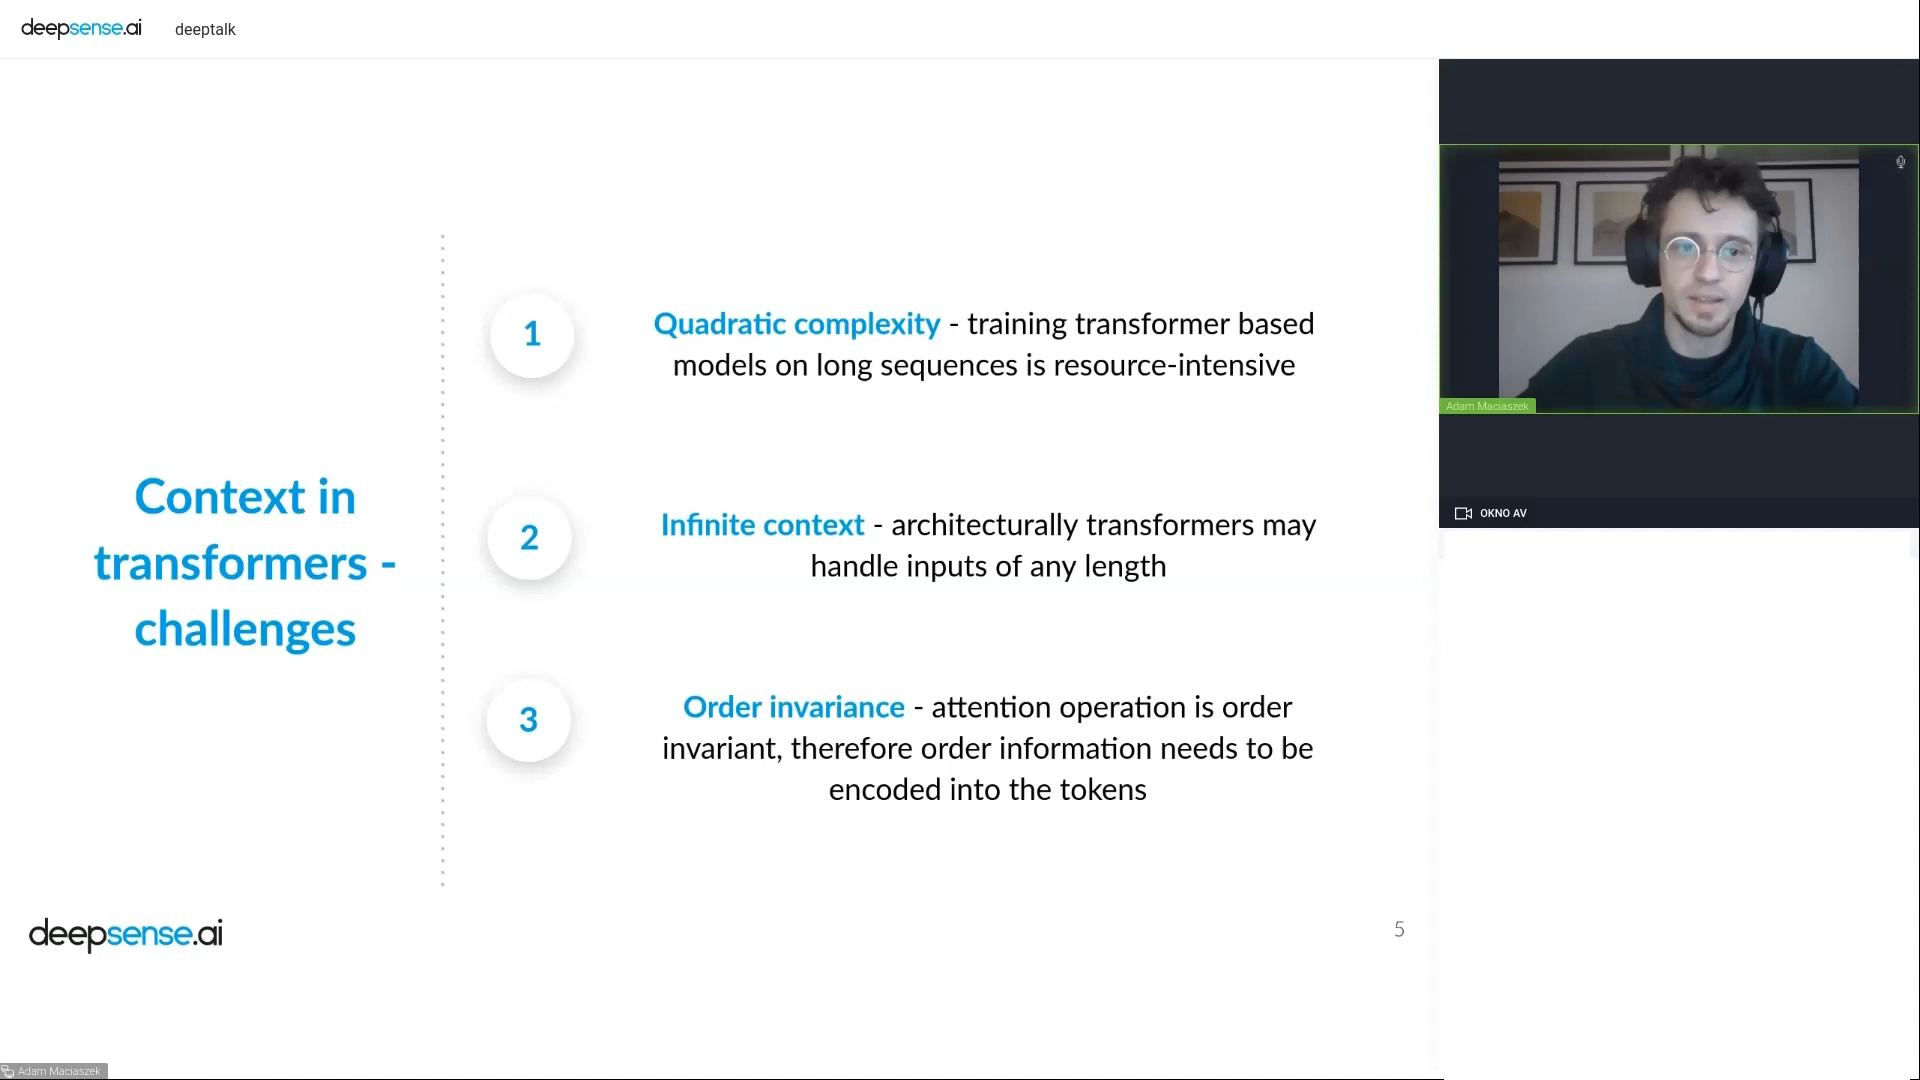 deepsense.ai deeptalk
Context in
transformers -
challenges
1
Quadratic complexity - training transformer based
models on long sequences is resource-intensive
2
Infinite context - architecturally transformers may
handle inputs of any length
3
Order invariance - attention operation is order
invariant, therefore order information needs to be
encoded into the tokens
deepsense.ai
5
Adam Maciaszek
Adam Maciaszek
OKNO AV